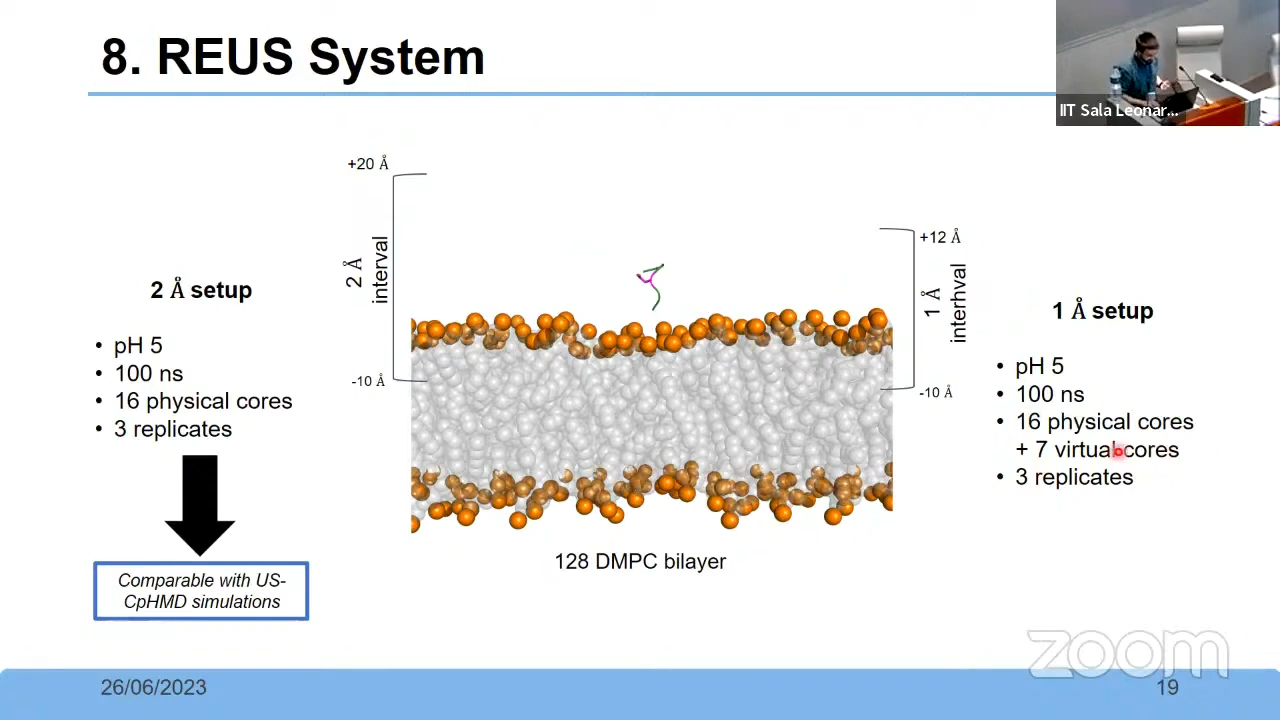 8. REUS System
IIT Sala Leonar...
+20 Å
2 Å
interval
-10 Å
+12 Å
1 Å
interhval
-10 Å
2 Å setup
• pH 5
• 100 ns
• 16 physical cores
• 3 replicates
Comparable with US-
CpHMD simulations
128 DMPC bilayer
1 Å setup
• pH 5
• 100 ns
• 16 physical cores
+ 7 virtual cores
• 3 replicates
zoom
26/06/2023
19